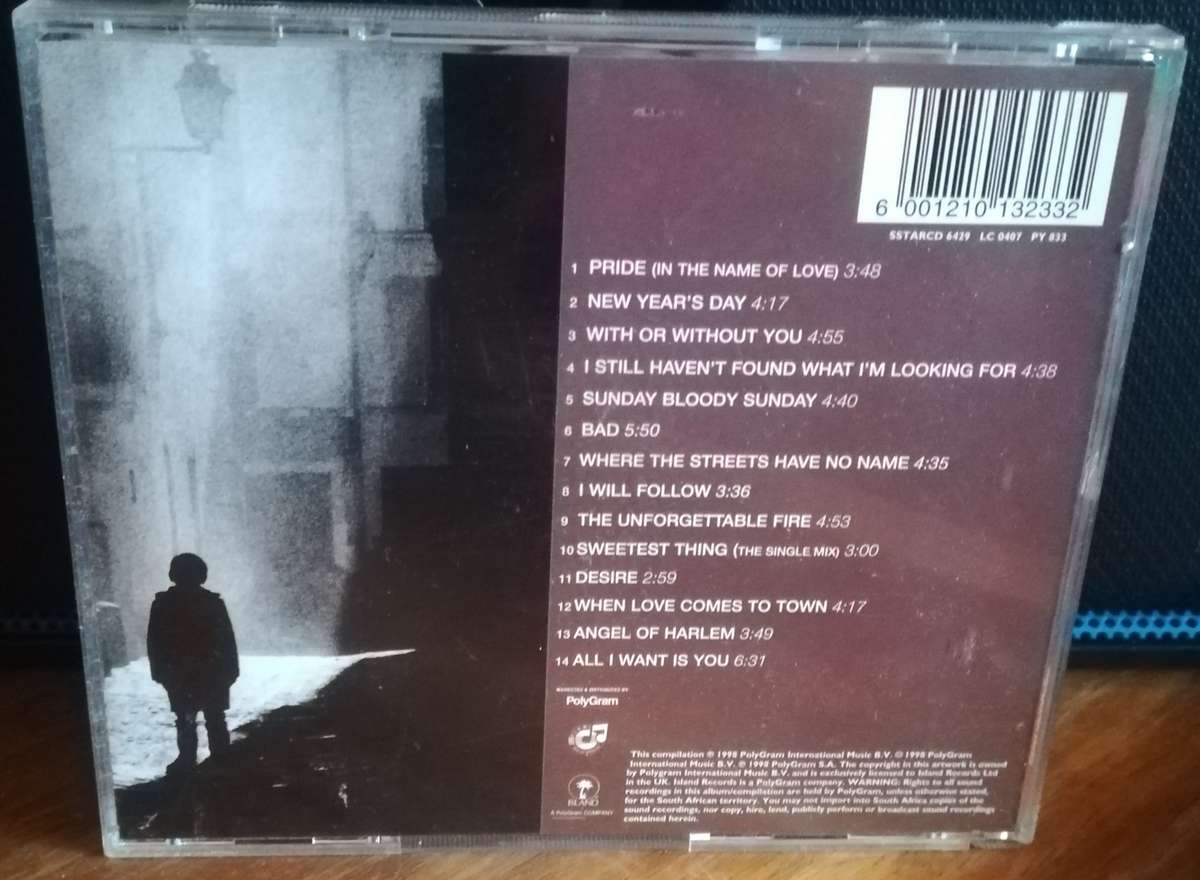 6 001210 132332
SSTARCD 6429 LC 0407 PY 833
1 PRIDE (IN THE NAME OF LOVE) 3:48
2 NEW YEAR'S DAY 4:17
3 WITH OR WITHOUT YOU 4:55
4 I STILL HAVEN'T FOUND WHAT I'M LOOKING FOR 4:38
5 SUNDAY BLOODY SUNDAY 4:40
6 BAD 5:50
7 WHERE THE STREETS HAVE NO NAME 4:35
8 I WILL FOLLOW 3:36
9 THE UNFORGETTABLE FIRE 4:53
10 SWEETEST THING (THE SINGLE MIX) 3:00
11 DESIRE 2:59
12 WHEN LOVE COMES TO TOWN 4:17
13 ANGEL OF HARLEM 3:49
14 ALL I WANT IS YOU 6:31
MARKETED & DISTRIBUTED BY
PolyGram
ISLAND
A PolyGram COMPANY
This compilation ℗ 1998 PolyGram International Music B.V. © 1998 PolyGram
International Music B.V. ℗ 1998 PolyGram S.A. The copyright in this artwork is owned
by Polygram International Music B.V. and is exclusively licensed to Island Records Ltd
in the UK. Island Records is a PolyGram company. WARNING: Rights to all sound
recordings in this album/compilation are held by PolyGram, unless otherwise stated,
for the South African territory. You may not import into South Africa copies of the
sound recordings, nor copy, hire, lend, publicly perform or broadcast sound recordings
contained herein.